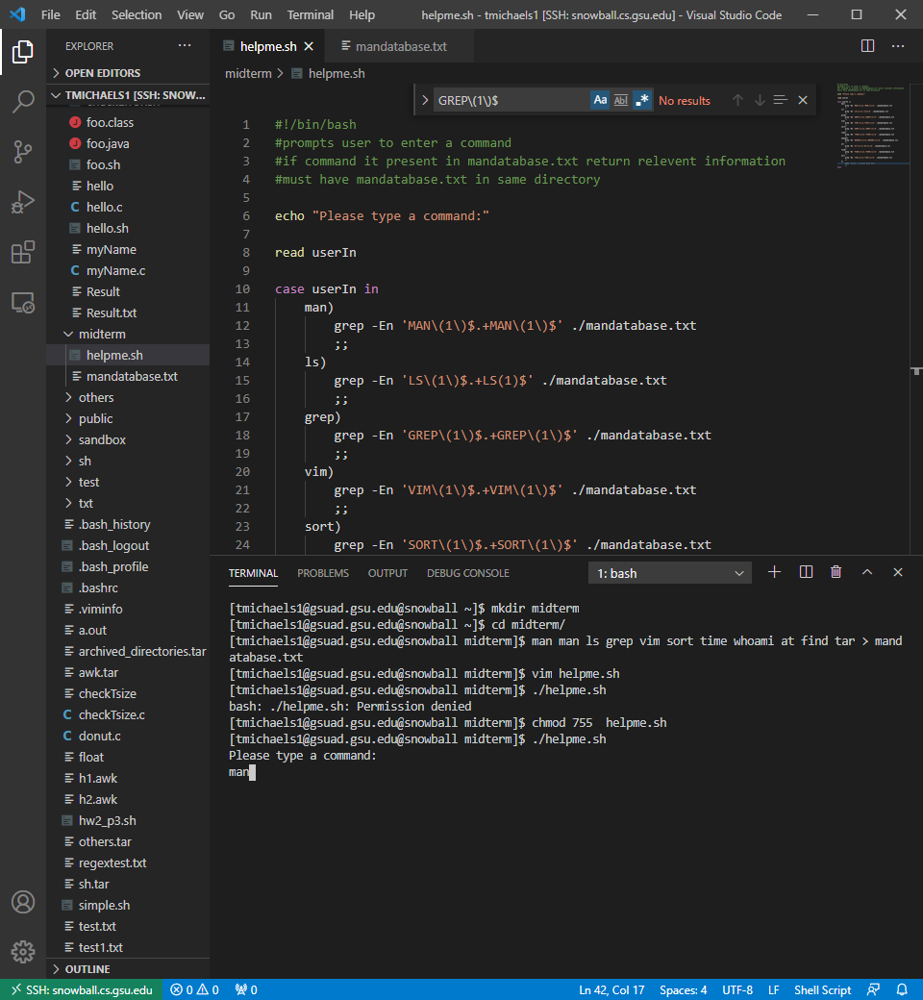 File Edit Selection View Go Run Terminal Help helpme.sh - tmichaels1 [SSH: snowball.cs.gsu.edu] - Visual Studio Code
EXPLORER
OPEN EDITORS
TMICHAELS1 [SSH: SNOW...
foo.class
foo.java
foo.sh
hello
hello.c
hello.sh
myName
myName.c
Result
Result.txt
midterm
helpme.sh
mandatabase.txt
others
public
sandbox
sh
test
txt
.bash_history
.bash_logout
.bash_profile
.bashrc
.viminfo
a.out
archived_directories.tar
awk.tar
checkTsize
checkTsize.c
donut.c
float
h1.awk
h2.awk
hw2_p3.sh
others.tar
regextest.txt
sh.tar
simple.sh
test.txt
test1.txt
OUTLINE
helpme.sh mandatabase.txt
midterm > helpme.sh
GREP\(1\)$ Aa Abl .* No results
1 #!/bin/bash
2 #prompts user to enter a command
3 #if command it present in mandatabase.txt return relevent information
4 #must have mandatabase.txt in same directory
5
6 echo "Please type a command:"
7
8 read userIn
9
10 case userIn in
11 man)
12 grep -En 'MAN\(1\)$.+MAN\(1\)$' ./mandatabase.txt
13 ;;
14 ls)
15 grep -En 'LS\(1\)$.+LS(1)$' ./mandatabase.txt
16 ;;
17 grep)
18 grep -En 'GREP\(1\)$.+GREP\(1\)$' ./mandatabase.txt
19 ;;
20 vim)
21 grep -En 'VIM\(1\)$.+VIM\(1\)$' ./mandatabase.txt
22 ;;
23 sort)
24 grep -En 'SORT\(1\)$.+SORT\(1\)$' ./mandatabase.txt
TERMINAL PROBLEMS OUTPUT DEBUG CONSOLE 1: bash
[tmichaels1@gsuad.gsu.edu@snowball ~]$ mkdir midterm
[tmichaels1@gsuad.gsu.edu@snowball ~]$ cd midterm/
[tmichaels1@gsuad.gsu.edu@snowball midterm]$ man man ls grep vim sort time whoami at find tar > mand
atabase.txt
[tmichaels1@gsuad.gsu.edu@snowball midterm]$ vim helpme.sh
[tmichaels1@gsuad.gsu.edu@snowball midterm]$ ./helpme.sh
bash: ./helpme.sh: Permission denied
[tmichaels1@gsuad.gsu.edu@snowball midterm]$ chmod 755  helpme.sh
[tmichaels1@gsuad.gsu.edu@snowball midterm]$ ./helpme.sh
Please type a command:
man
SSH: snowball.cs.gsu.edu 0 0 0 Ln 42, Col 17 Spaces: 4 UTF-8 LF Shell Script